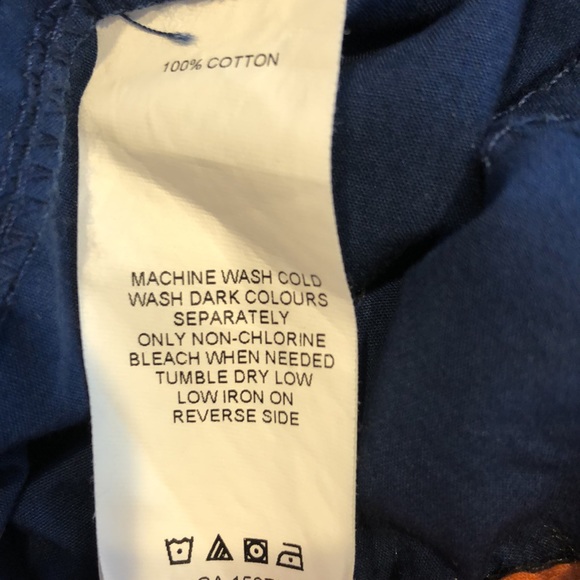 100% COTTON
MACHINE WASH COLD
WASH DARK COLOURS
SEPARATELY
ONLY NON-CHLORINE
BLEACH WHEN NEEDED
TUMBLE DRY LOW
LOW IRON ON
REVERSE SIDE